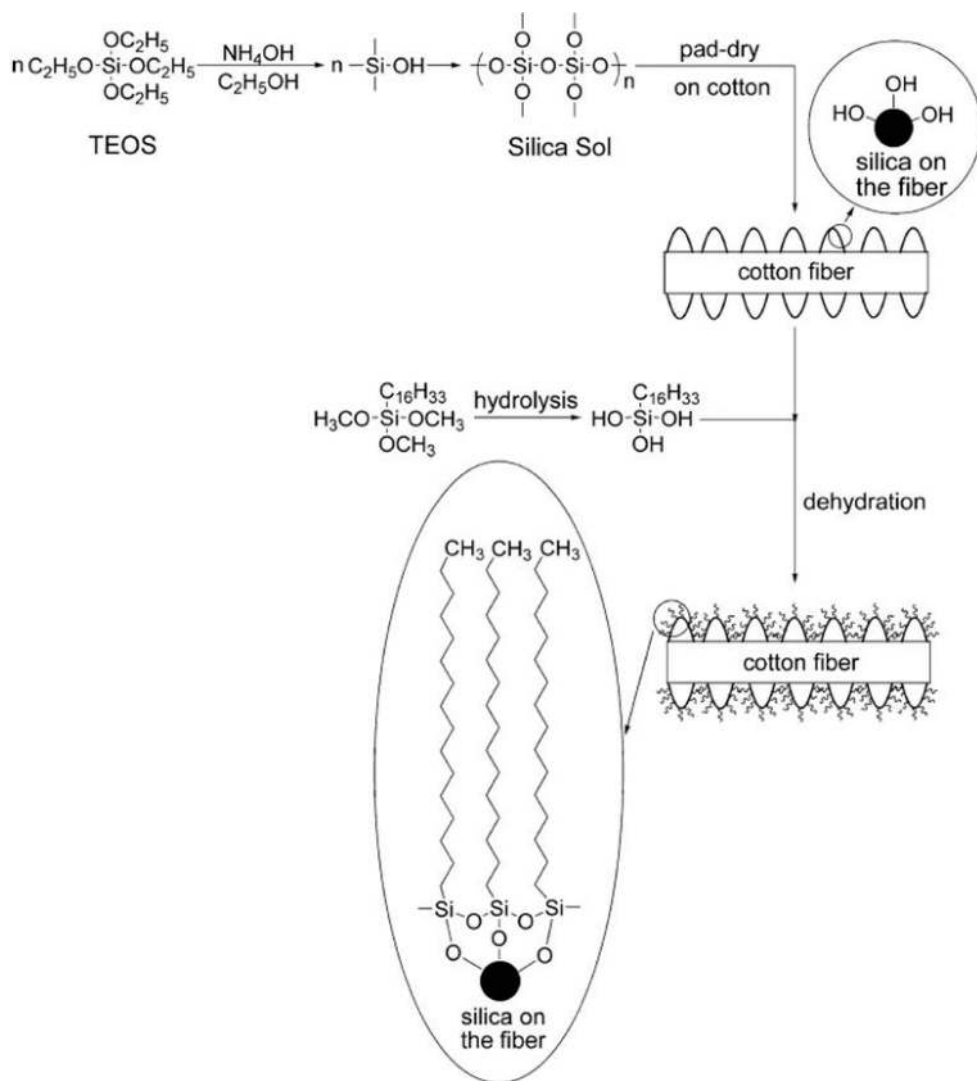 OC₂H₅
n C₂H₅O-Si-OC₂H₅
OC₂H₅
TEOS
NH₄OH
C₂H₅OH
n -Si-OH
O O
( O-Si-O-Si-O )n
O O
Silica Sol
pad-dry
on cotton
OH
HO OH
silica on
the fiber
cotton fiber
C₁₆H₃₃
H₃CO-Si-OCH₃
OCH₃
hydrolysis
C₁₆H₃₃
HO-Si-OH
OH
dehydration
cotton fiber
CH₃ CH₃ CH₃
Si O Si O Si
O O O
silica on
the fiber